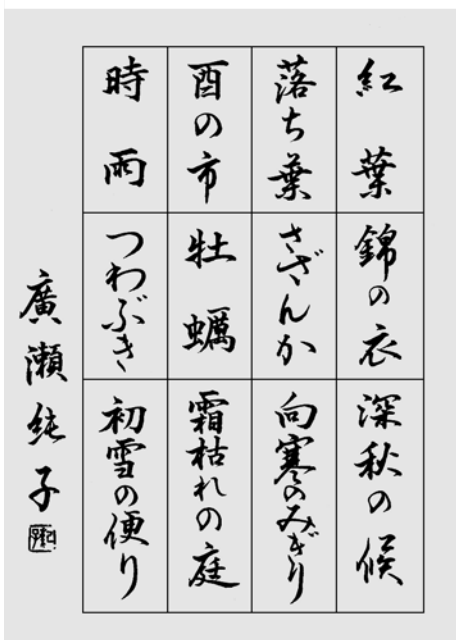 紅葉
錦の衣
深秋の候
落ち葉
さざんか
向寒のみぎり
酉の市
牡蠣
霜枯れの庭
時雨
つわぶき
初雪の便り
廣瀬純子